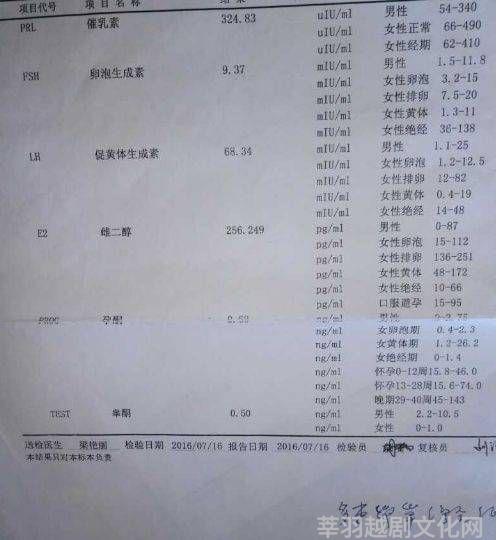 项目代号 项目名称 结果 男性 54-340
PRL 催乳素 324.83 uIU/ml 女性正常 66-490
uIU/ml 女性经期 62-410
FSH 卵泡生成素 9.37 mIU/ml 男性 1.5-11.8
mIU/ml 女性卵泡 3.2-15
mIU/ml 女性排卵 7.5-20
mIU/ml 女性黄体 1.3-11
mIU/ml 女性绝经 36-138
LH 促黄体生成素 68.34 mIU/ml 男性 1.1-25
mIU/ml 女性卵泡 1.2-12.5
mIU/ml 女性排卵 12-82
mIU/ml 女性黄体 0.4-19
mIU/ml 女性绝经 14-48
E2 雌二醇 256.249 pg/ml 男性 0-87
pg/ml 女性卵泡 15-112
pg/ml 女性排卵 136-251
pg/ml 女性黄体 48-172
pg/ml 女性绝经 10-66
pg/ml 口服避孕 15-95
PROG 孕酮 ng/ml 男性
ng/ml 女卵泡期 0.4-2.3
ng/ml 女黄体期 1.2-26.2
ng/ml 女绝经期 0-1.4
ng/ml 怀孕0-12周15.8-46.0
ng/ml 怀孕13-28周15.6-74.0
ng/ml 晚期29-40周45-143
TEST 睾酮 0.50 ng/ml 男性 2.2-10.5
ng/ml 女性 0-1.0
送检医生 检验日期 2016/07/16 报告日期 2016/07/16 检验员 复核员
本结果只对本标本负责
莘羽越剧文化网